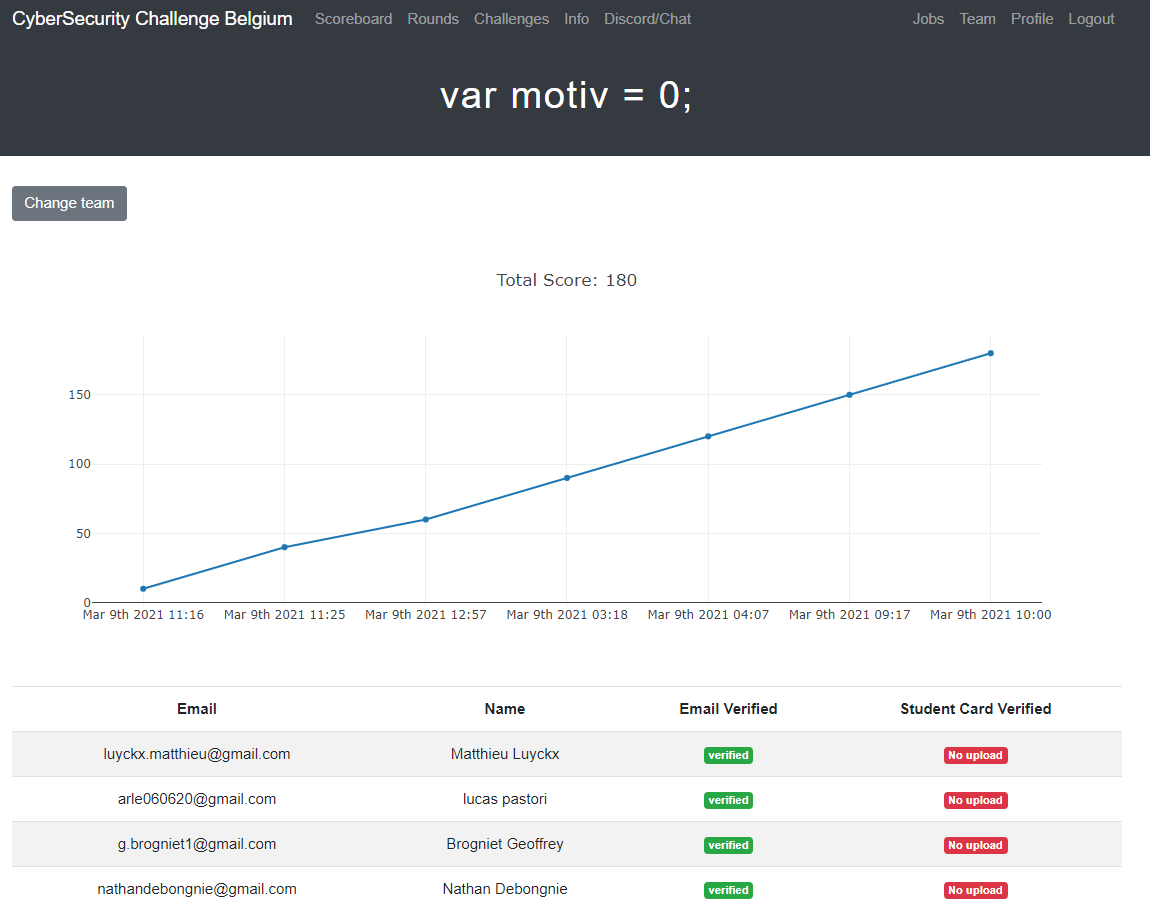 CyberSecurity Challenge Belgium Scoreboard Rounds Challenges Info Discord/Chat Jobs Team Profile Logout
var motiv = 0;
Change team
Total Score: 180
150
100
50
0
Mar 9th 2021 11:16 Mar 9th 2021 11:25 Mar 9th 2021 12:57 Mar 9th 2021 03:18 Mar 9th 2021 04:07 Mar 9th 2021 09:17 Mar 9th 2021 10:00
Email Name Email Verified Student Card Verified
luyckx.matthieu@gmail.com Matthieu Luyckx verified No upload
arle060620@gmail.com lucas pastori verified No upload
g.brogniet1@gmail.com Brogniet Geoffrey verified No upload
nathandebongnie@gmail.com Nathan Debongnie verified No upload